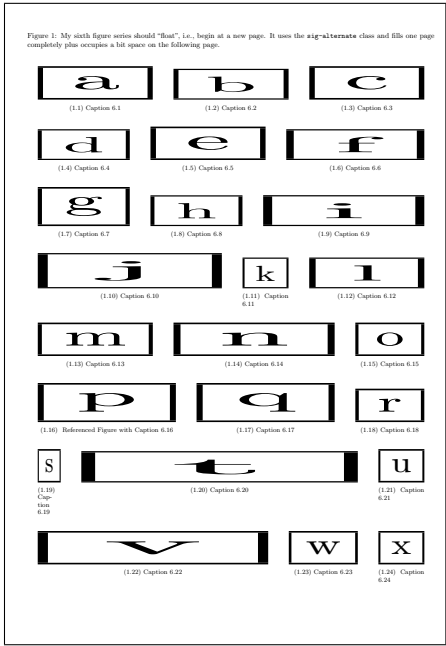 Figure 1: My sixth figure series should “float”, i.e., begin at a new page. It uses the sig-alternate class and fills one page
completely plus occupies a bit space on the following page.
a b c
(1.1) Caption 6.1 (1.2) Caption 6.2 (1.3) Caption 6.3
d e f
(1.4) Caption 6.4 (1.5) Caption 6.5 (1.6) Caption 6.6
g h i
(1.7) Caption 6.7 (1.8) Caption 6.8 (1.9) Caption 6.9
j k l
(1.10) Caption 6.10 (1.11) Caption (1.12) Caption 6.12
6.11
m n o
(1.13) Caption 6.13 (1.14) Caption 6.14 (1.15) Caption 6.15
p q r
(1.16) Referenced Figure with Caption 6.16 (1.17) Caption 6.17 (1.18) Caption 6.18
s t u
(1.19) (1.20) Caption 6.20 (1.21) Caption
Cap- 6.21
tion
6.19
v w x
(1.22) Caption 6.22 (1.23) Caption 6.23 (1.24) Caption
6.24